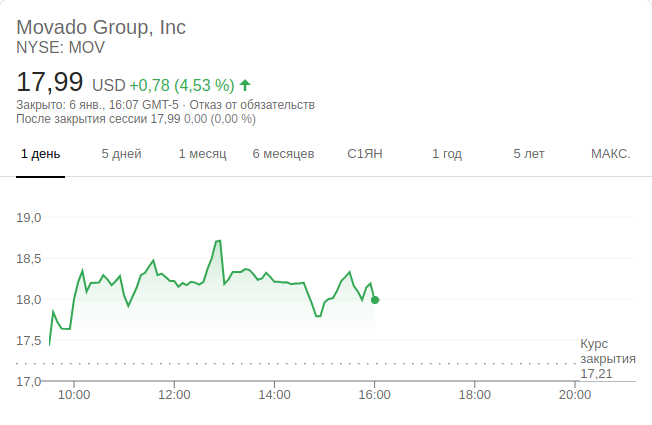 Movado Group, Inc
NYSE: MOV
17,99 USD +0,78 (4,53 %)
Закрыто: 6 янв., 16:07 GMT-5 · Отказ от обязательств
После закрытия сессии 17,99 0,00 (0,00 %)
1 день 5 дней 1 месяц 6 месяцев С1ЯН 1 год 5 лет МАКС.
19,0
18,5
18,0
17,5
Курс
закрытия
17,21
17,0
10:00 12:00 14:00 16:00 18:00 20:00